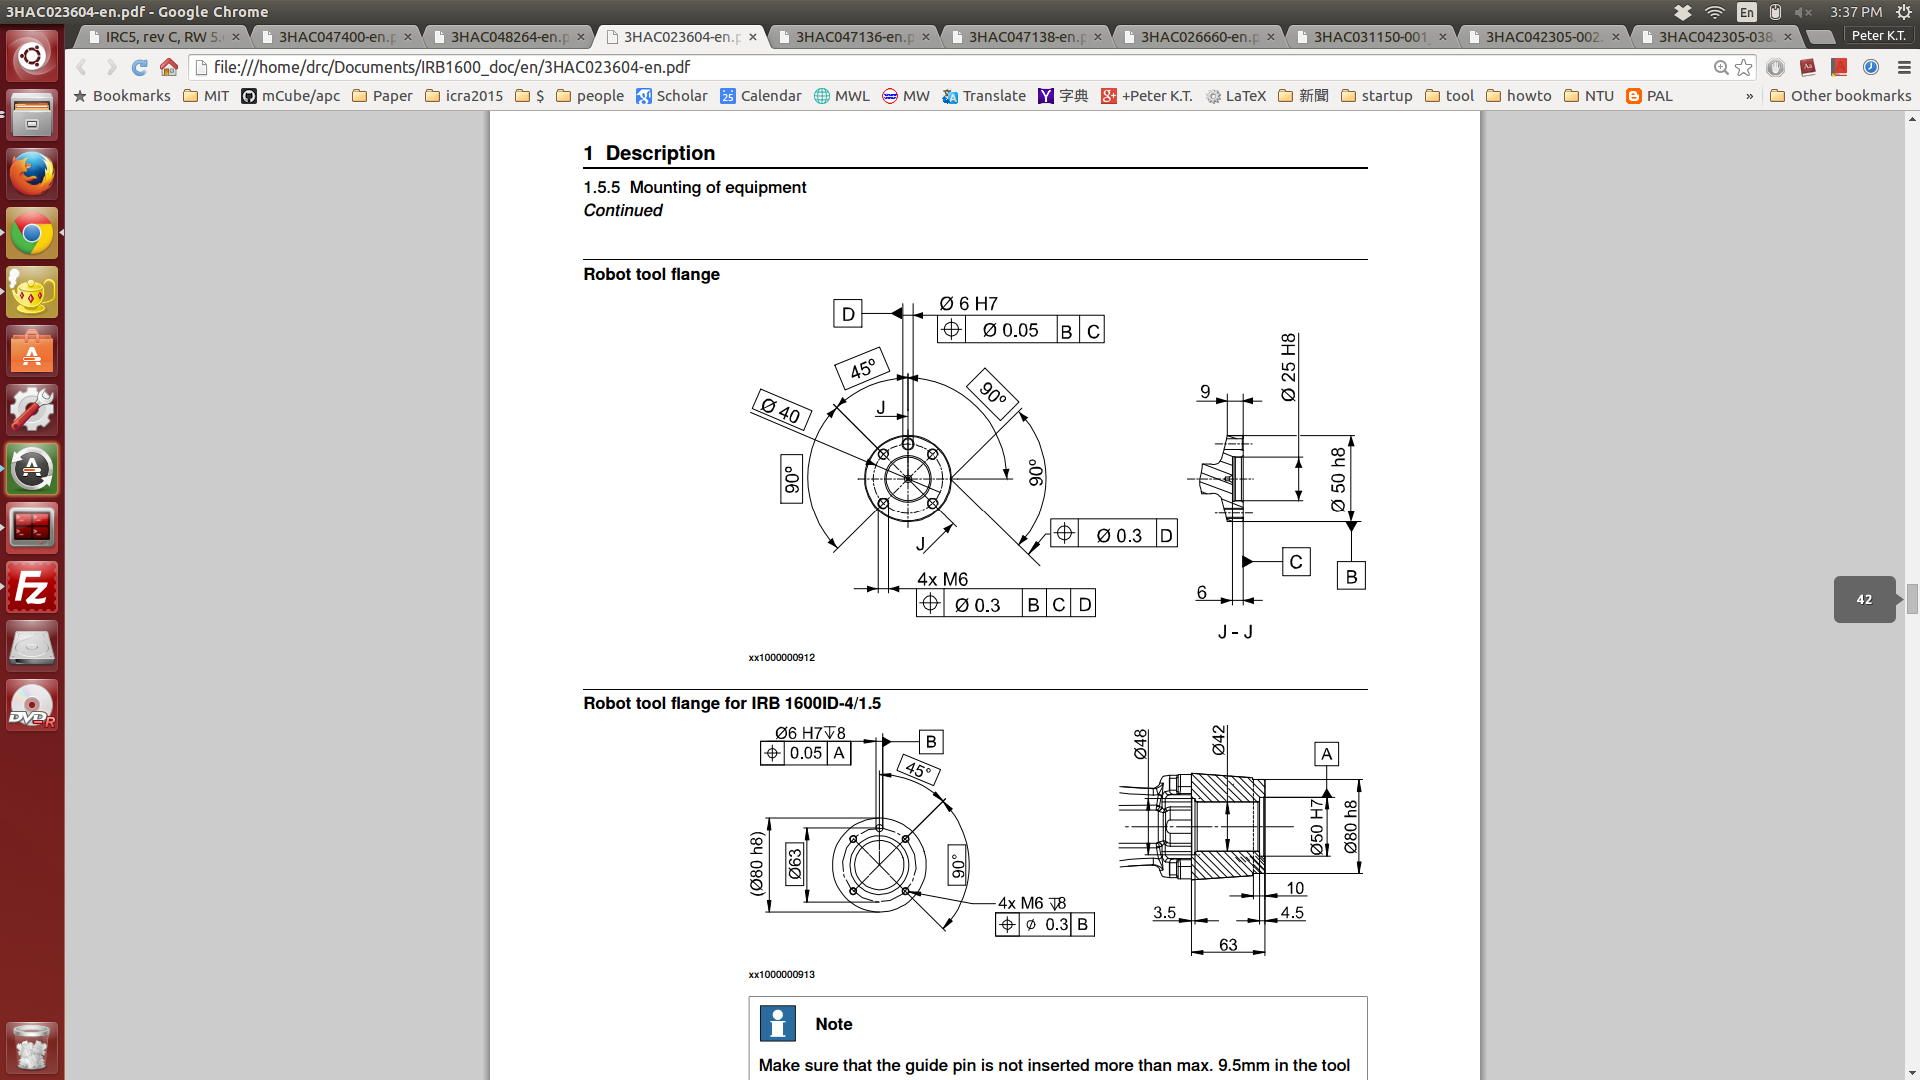 3HAC023604-en.pdf - Google Chrome
En
3:37 PM
IRC5, rev C, RW 5.
3HAC047400-en.p
3HAC048264-en.p
3HAC023604-en.p
3HAC047136-en.p
3HAC047138-en.p
3HAC026660-en.p
3HAC031150-001
3HAC042305-002.
3HAC042305-038.
Peter K.T.
file:///home/drc/Documents/IRB1600_doc/en/3HAC023604-en.pdf
Bookmarks
MIT
mCube/apc
Paper
icra2015
$
people
Scholar
25
Calendar
MWL
MW
Translate
字典
+Peter K.T.
LaTeX
新聞
startup
tool
howto
NTU
PAL
»
Other bookmarks
1 Description
1.5.5 Mounting of equipment
Continued
Robot tool flange
D
Ø 6 H7
Ø 0.05 B C
45º
90º
Ø 40
J
90º
90º
J
Ø 0.3 D
4x M6
Ø 0.3 B C D
9
Ø 25 H8
Ø 50 h8
C
B
6
J - J
xx1000000912
Robot tool flange for IRB 1600ID-4/1.5
Ø6 H7↧8
0.05 A
B
45°
(Ø80 h8)
Ø63
90°
4x M6 ↧8
ø 0.3 B
Ø48
Ø42
A
Ø50 H7
Ø80 h8
10
3.5
4.5
63
xx1000000913
Note
Make sure that the guide pin is not inserted more than max. 9.5mm in the tool
42
Fz
DVD-R